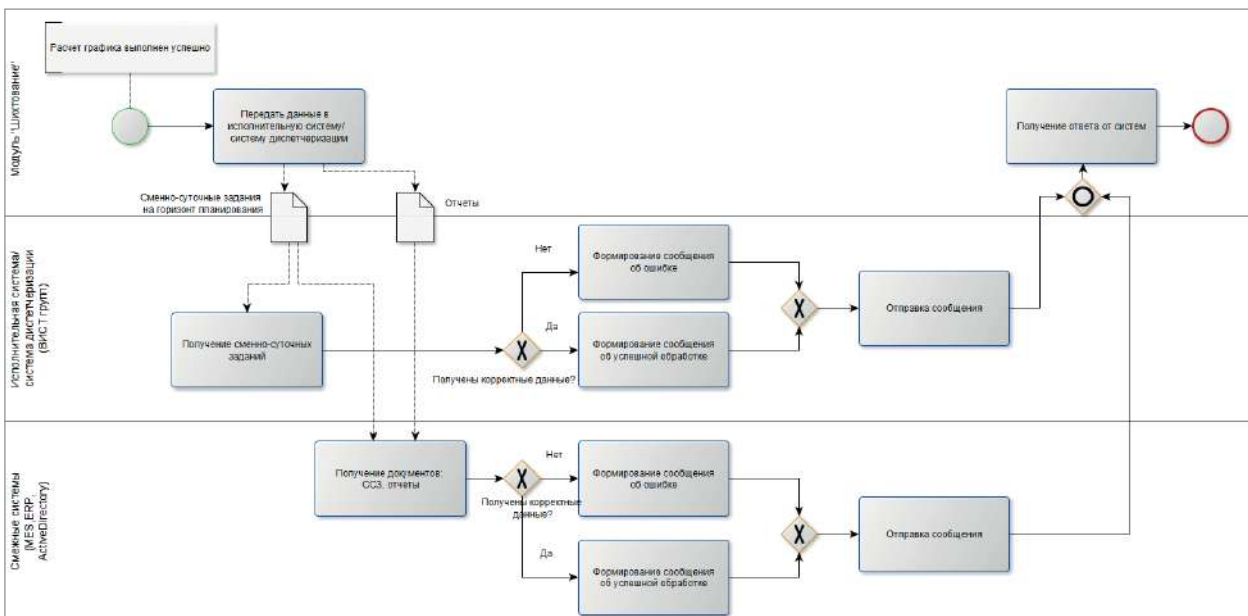 Модуль "Шихтование"
Расчет графика выполнен успешно
Передать данные в
исполнительную систему/
систему диспетчеризации
Получение ответа от систем
Сменно-суточные задания
на горизонт планирования
Отчеты
Исполнительная система/
система диспетчеризации
(ВИСТ групп)
Получение сменно-суточных
заданий
Нет
Да
Получены корректные данные?
Формирование сообщения
об ошибке
Формирование сообщения
об успешной обработке
Отправка сообщения
Смежные системы
(MES,ERP,
ActiveDirectory)
Получение документов:
ССЗ, отчеты
Нет
Получены корректные
данные?
Да
Формирование сообщения
об ошибке
Формирование сообщения
об успешной обработке
Отправка сообщения